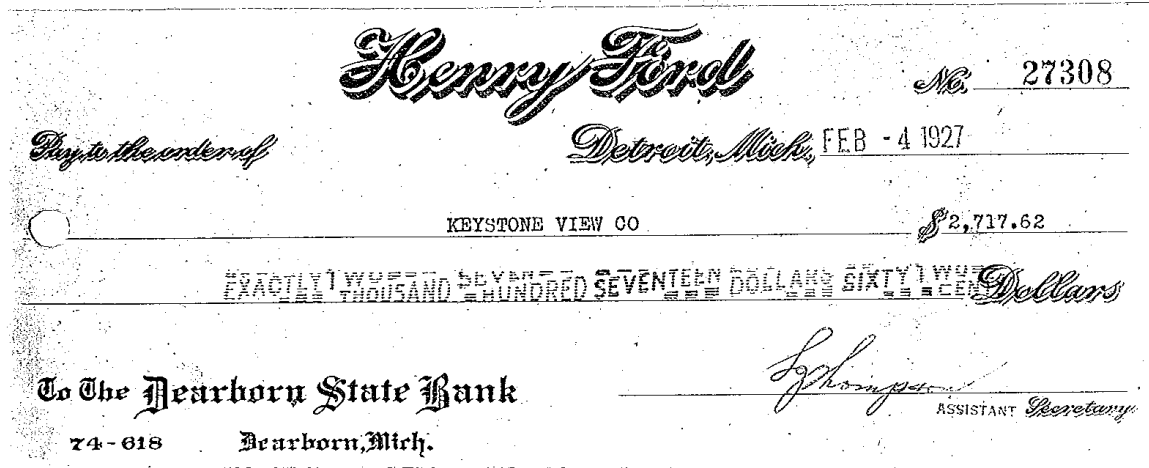 Henry Ford
No. 27308
Pay to the order of
Detroit, Mich, FEB - 4 1927
KEYSTONE VIEW CO $2,717.62
EXACTLY TWO THOUSAND SEVEN HUNDRED SEVENTEEN DOLLARS SIXTY TWO CENT Dollars
To The Dearborn State Bank
Thompson
ASSISTANT Secretary.
74-618 Dearborn, Mich.